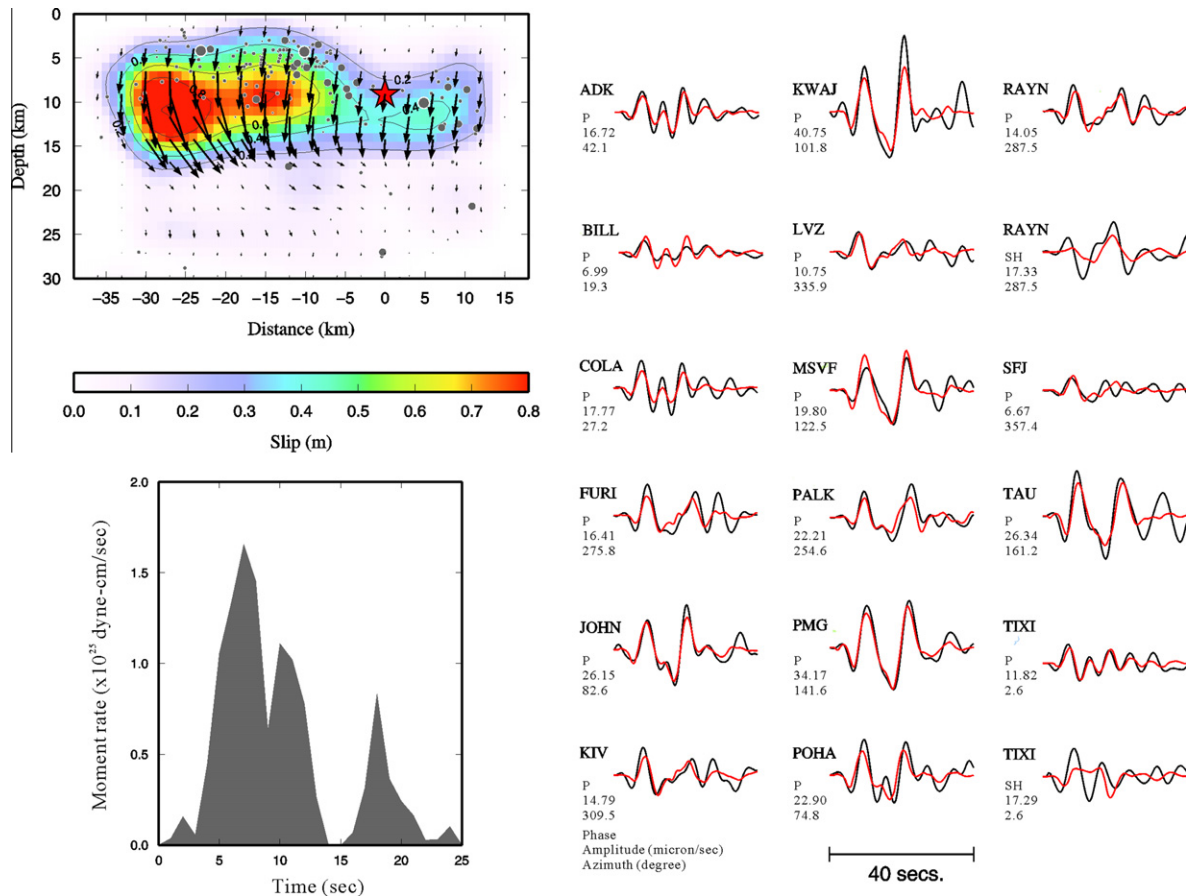 0
5
10
15
20
25
30
Depth (km)
0.2
0.4
−35 −30 −25 −20 −15 −10 −5 0 5 10 15
Distance (km)
0.0 0.1 0.2 0.3 0.4 0.5 0.6 0.7 0.8
Slip (m)
2.0
1.5
1.0
0.5
0.0
Moment rate (x10²⁵ dyne-cm/sec)
0 5 10 15 20 25
Time (sec)
ADK
P
16.72
42.1
KWAJ
P
40.75
101.8
RAYN
P
14.05
287.5
BILL
P
6.99
19.3
LVZ
P
10.75
335.9
RAYN
SH
17.33
287.5
COLA
P
17.77
27.2
MSVF
P
19.80
122.5
SFJ
P
6.67
357.4
FURI
P
16.41
275.8
PALK
P
22.21
254.6
TAU
P
26.34
161.2
JOHN
P
26.15
82.6
PMG
P
34.17
141.6
TIXI
P
11.82
2.6
KIV
P
14.79
309.5
POHA
P
22.90
74.8
TIXI
SH
17.29
2.6
Phase
Amplitude (micron/sec)
Azimuth (degree)
40 secs.